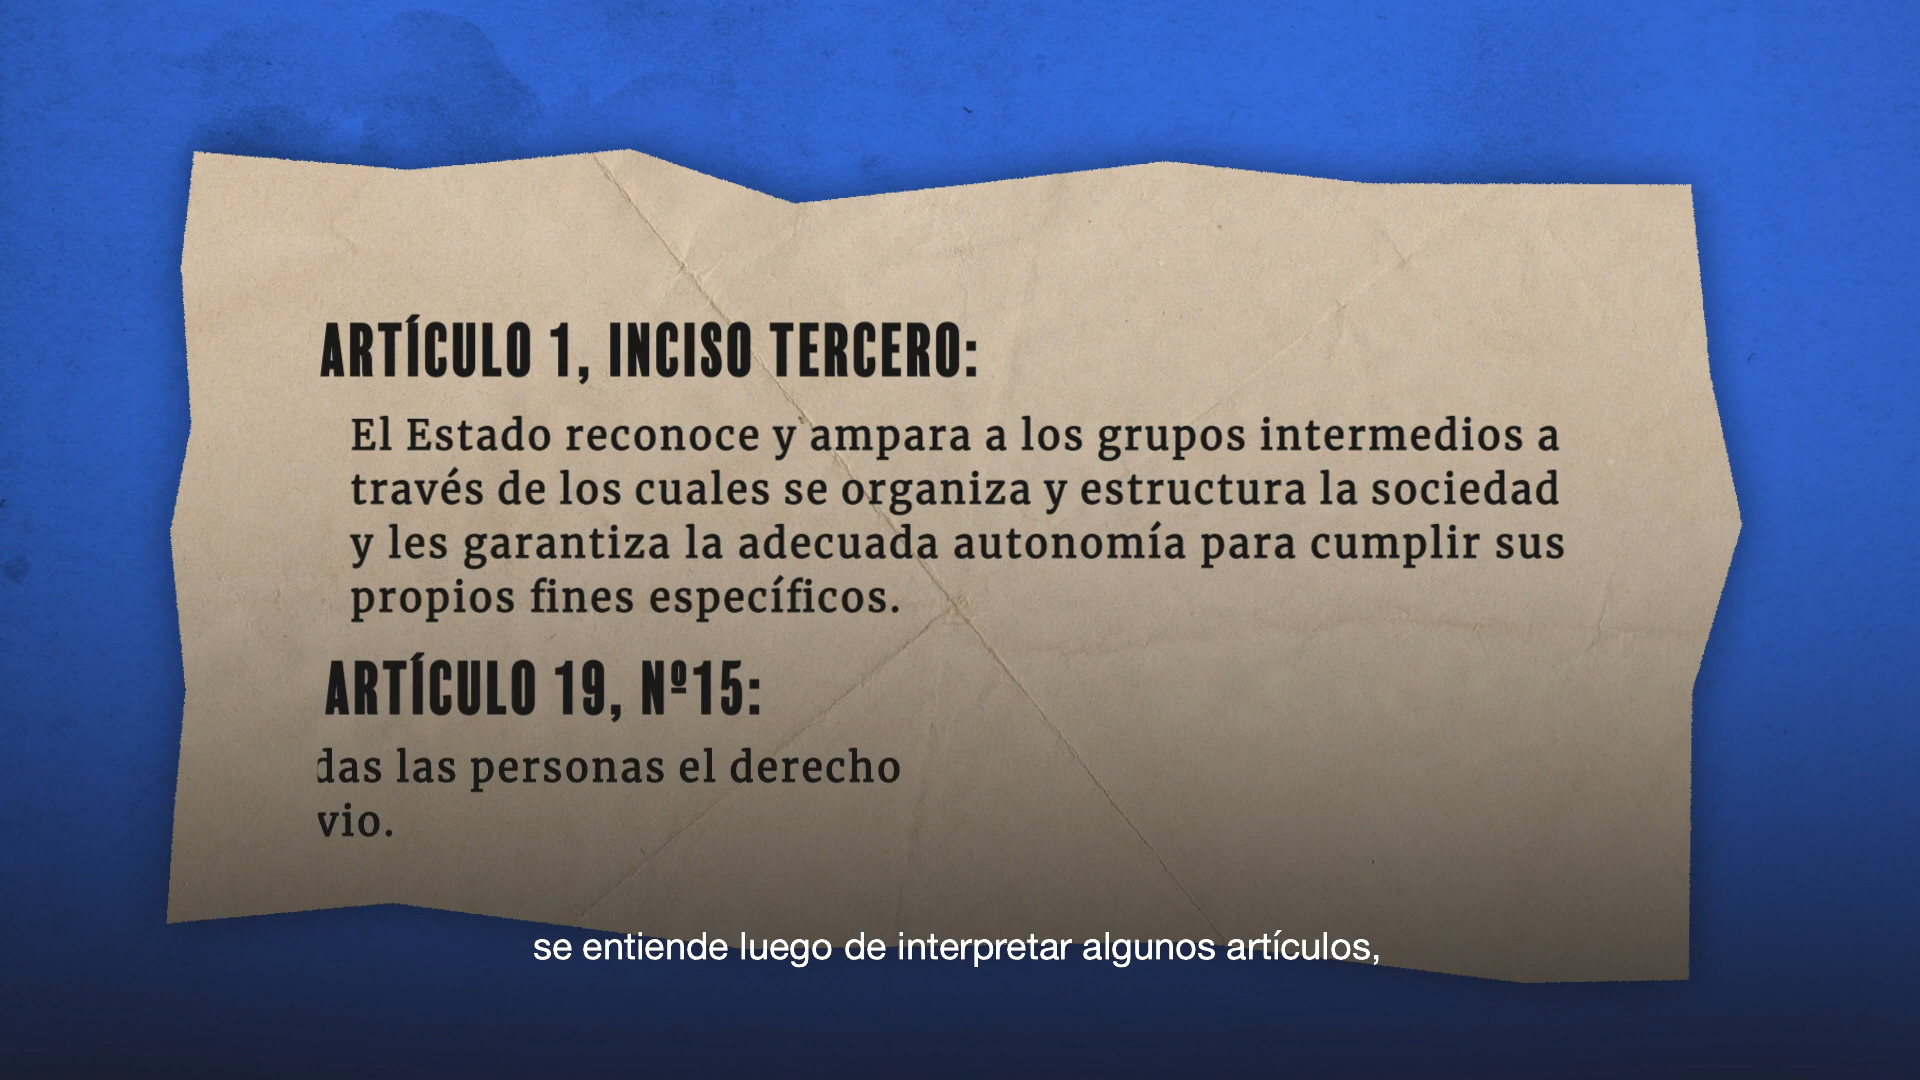 ARTÍCULO 1, INCISO TERCERO:
El Estado reconoce y ampara a los grupos intermedios a
través de los cuales se organiza y estructura la sociedad
y les garantiza la adecuada autonomía para cumplir sus
propios fines específicos.
ARTÍCULO 19, Nº15:
das las personas el derecho
vio.
se entiende luego de interpretar algunos artículos,